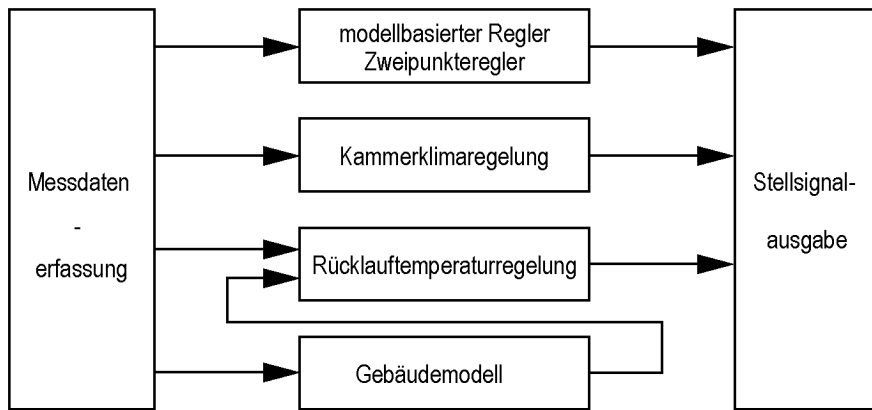 Messdaten
-
erfassung
modellbasierter Regler
Zweipunkteregler
Kammerklimaregelung
Rücklauftemperaturregelung
Gebäudemodell
Stellsignal-
ausgabe